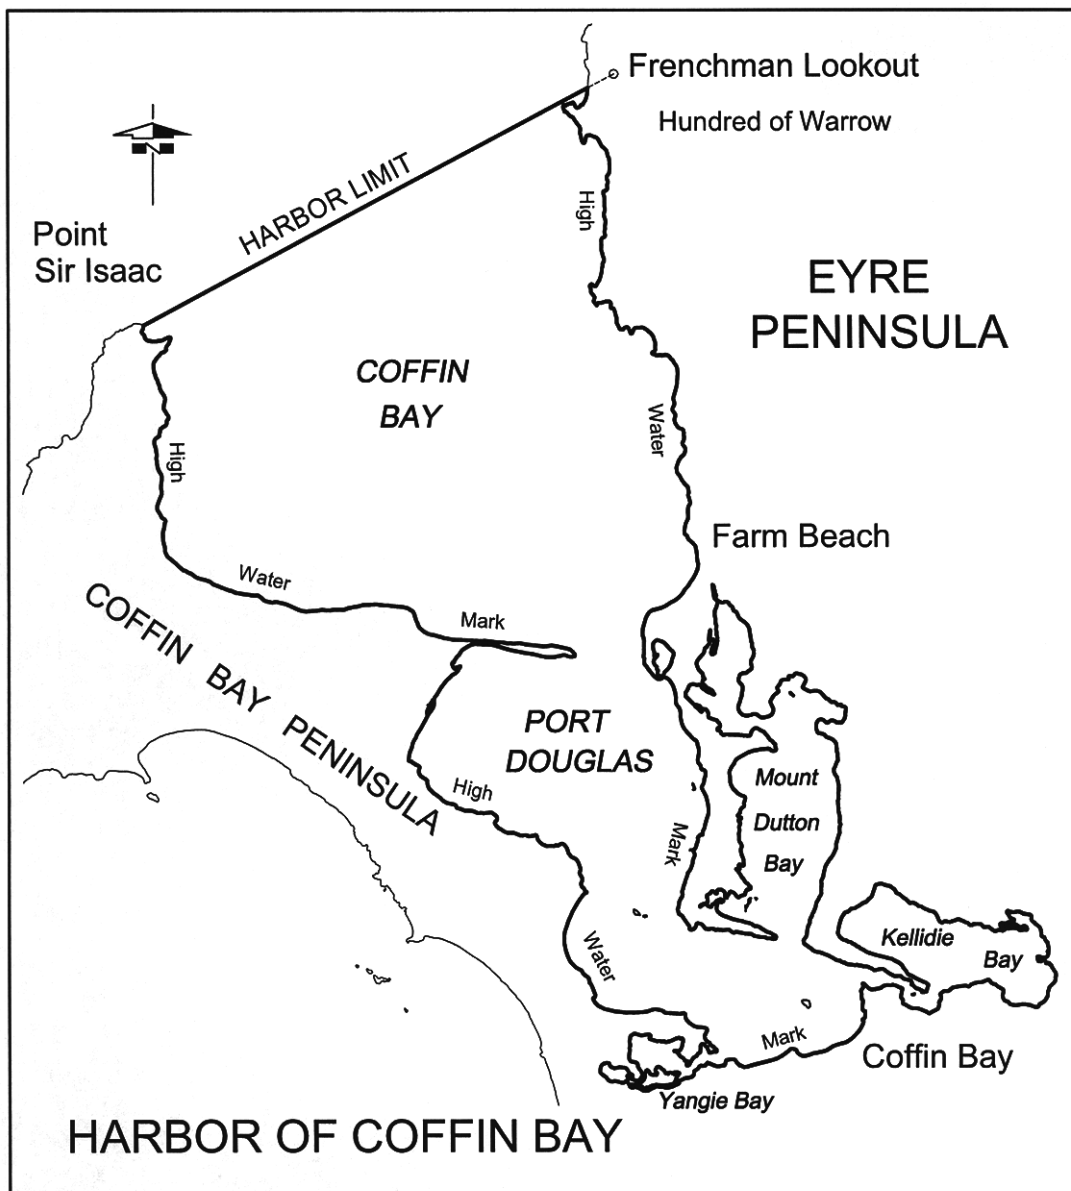 Frenchman Lookout
Hundred of Warrow
N
HARBOR LIMIT
High
Point
Sir Isaac
EYRE
PENINSULA
COFFIN
BAY
Water
High
Farm Beach
Water
COFFIN BAY PENINSULA
Mark
PORT
DOUGLAS
High
Mark
Mount
Dutton
Bay
Kellidie
Bay
Water
Mark
Coffin Bay
Yangie Bay
HARBOR OF COFFIN BAY